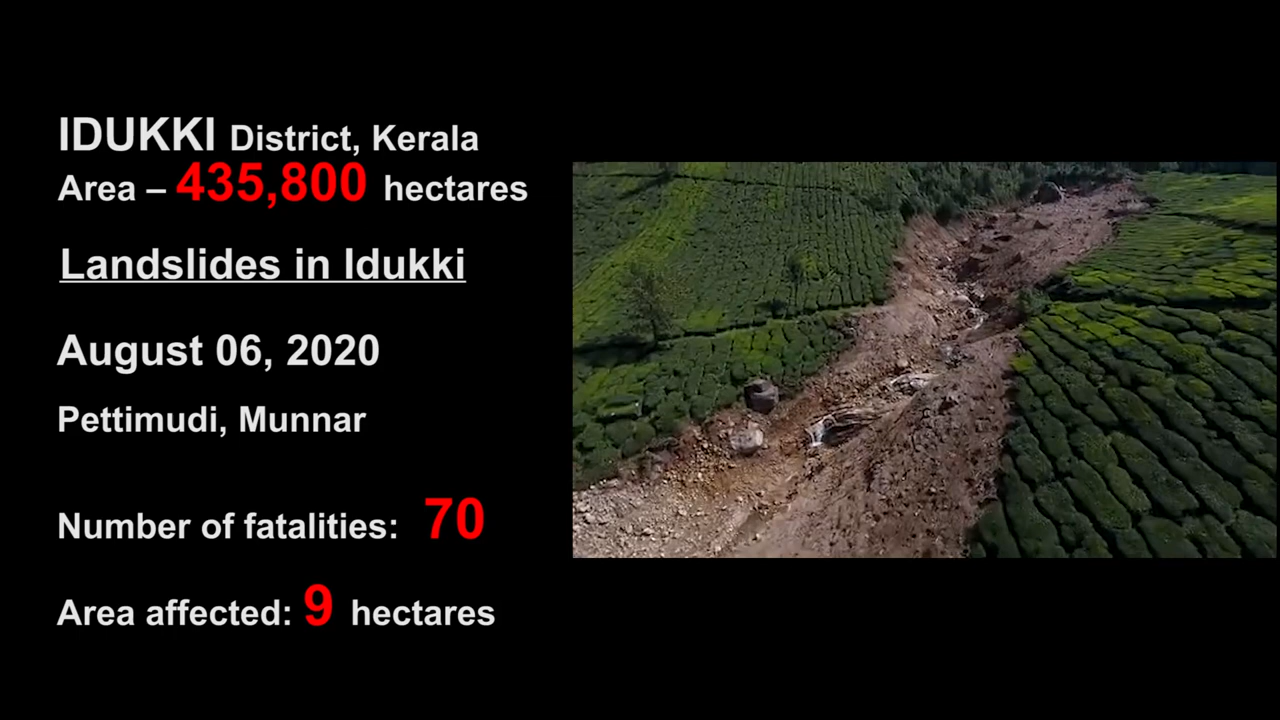 IDUKKI District, Kerala
Area – 435,800 hectares
Landslides in Idukki
August 06, 2020
Pettimudi, Munnar
Number of fatalities: 70
Area affected: 9 hectares